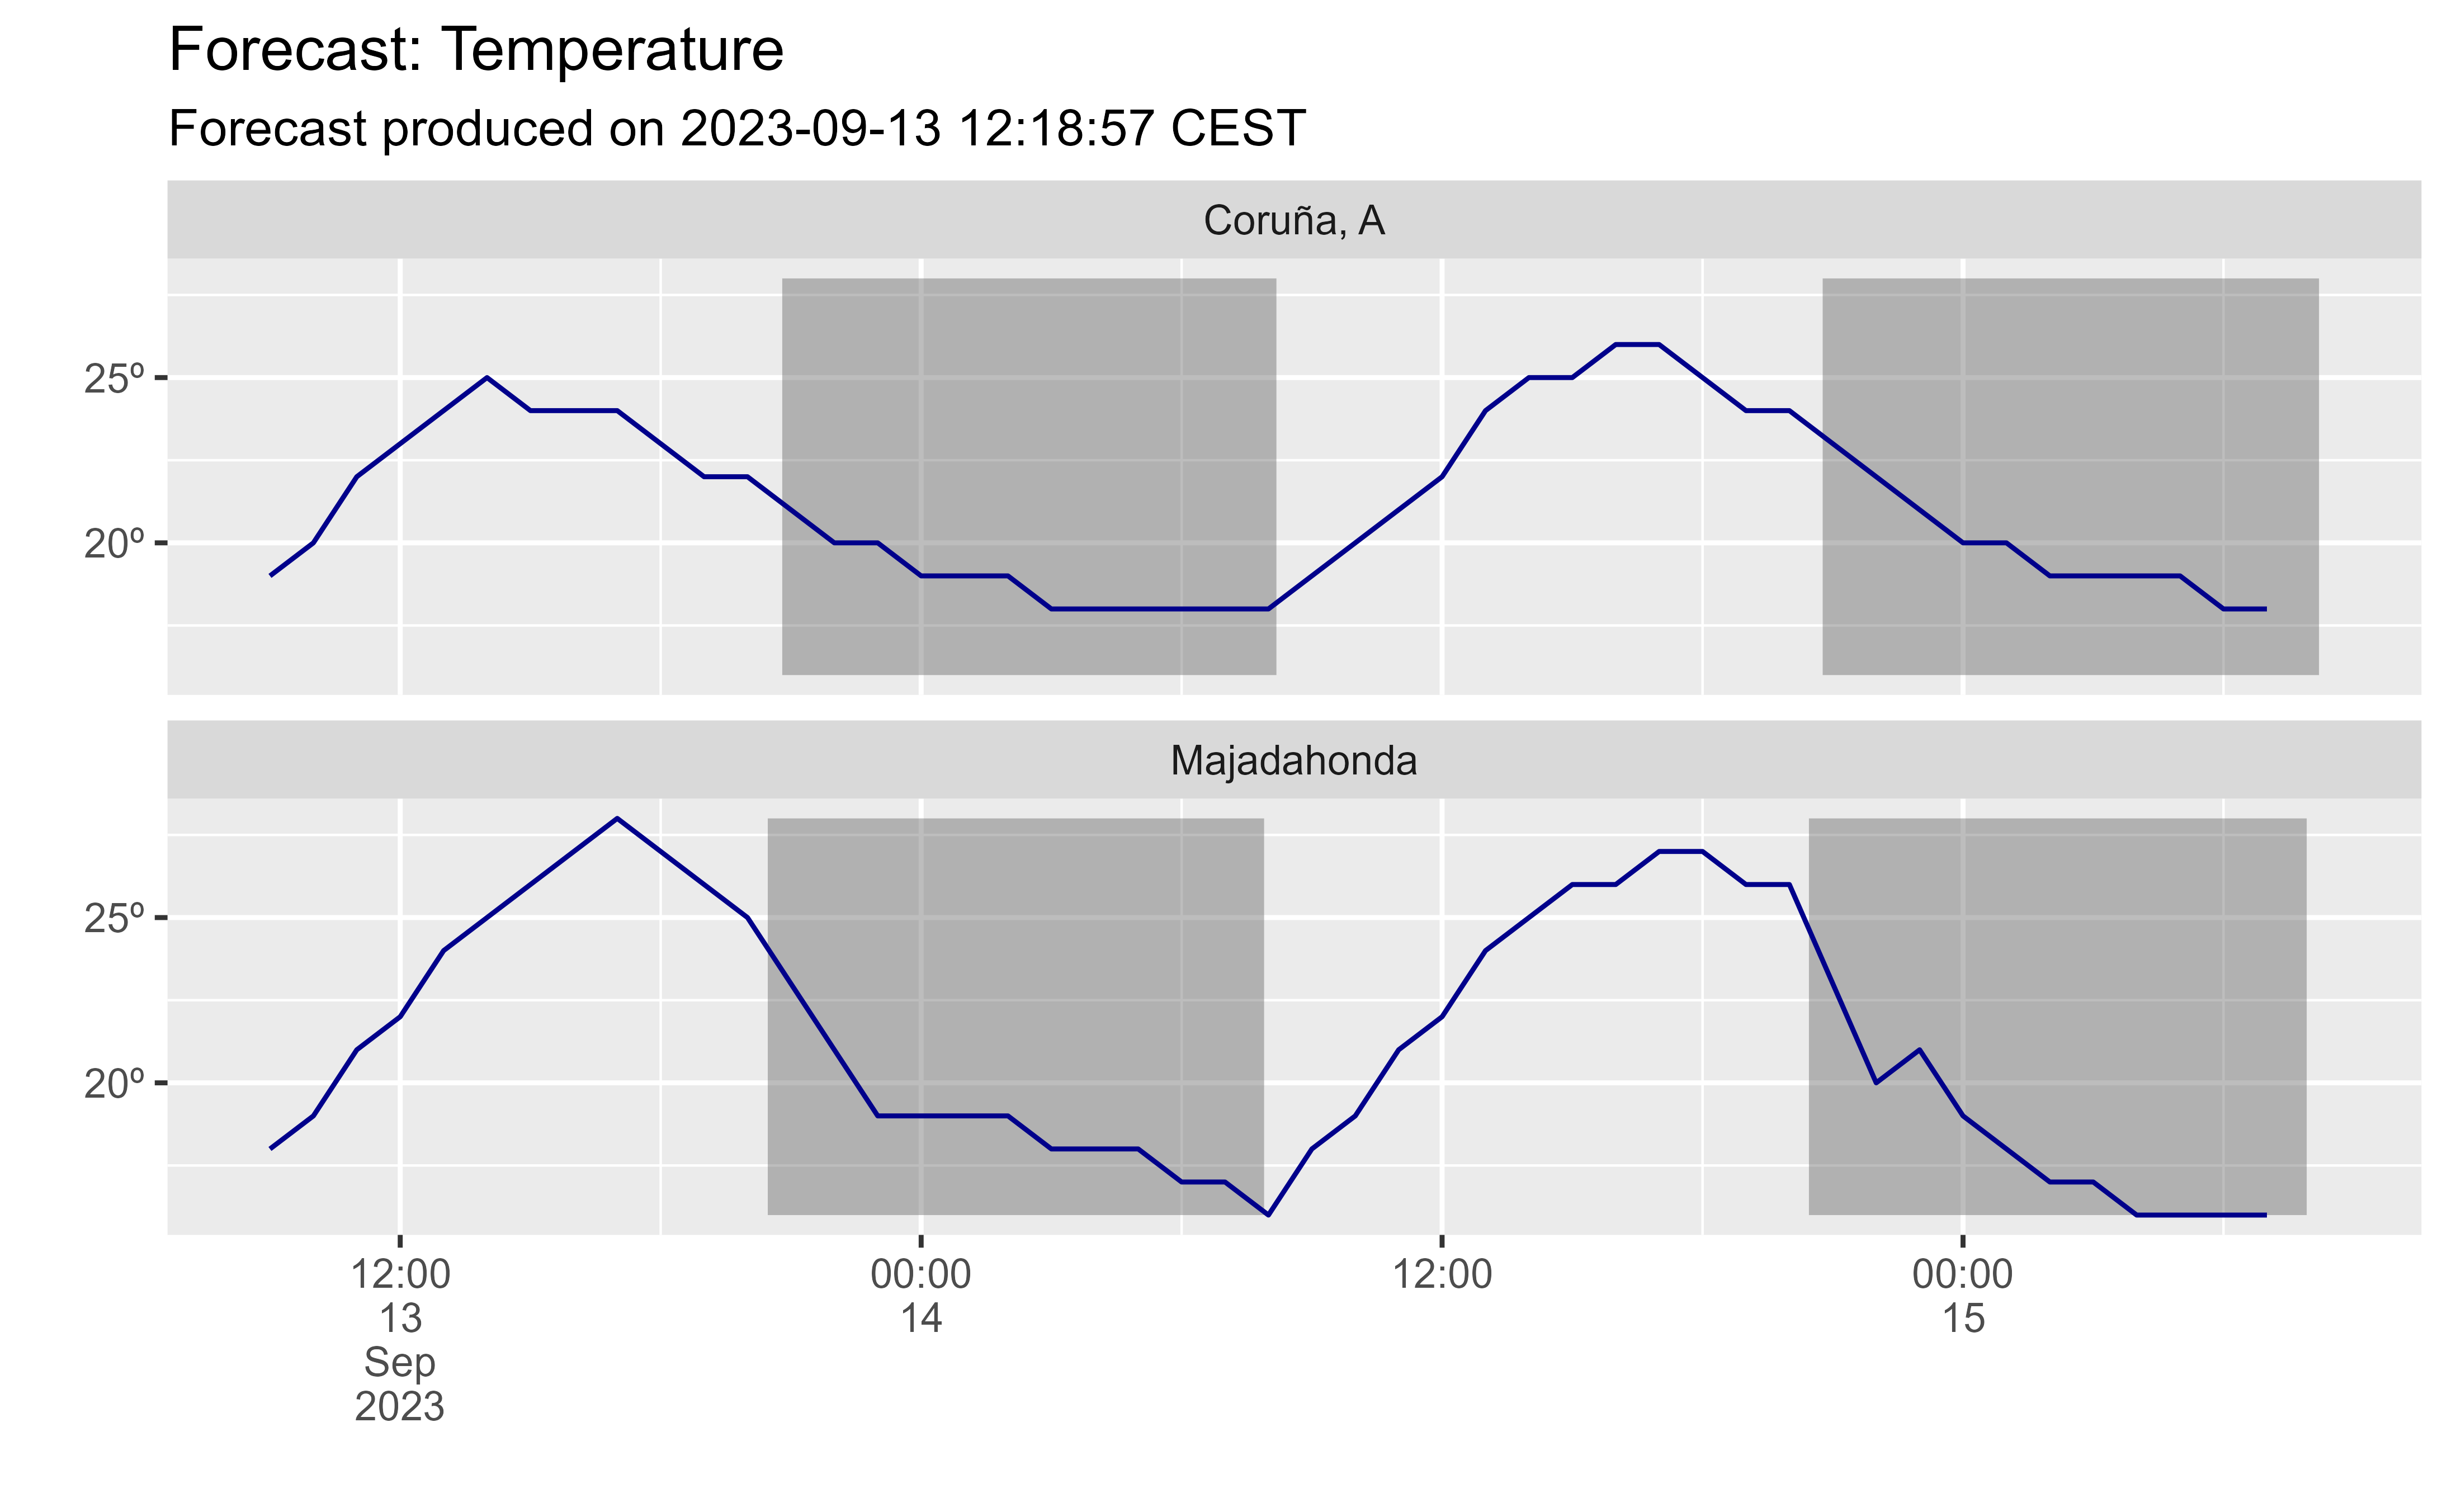 Forecast: Temperature
Forecast produced on 2023-09-13 12:18:57 CEST
Coruña, A
25º
20º
Majadahonda
25º
20º
12:00 00:00 12:00 00:00
13 14 15
Sep
2023